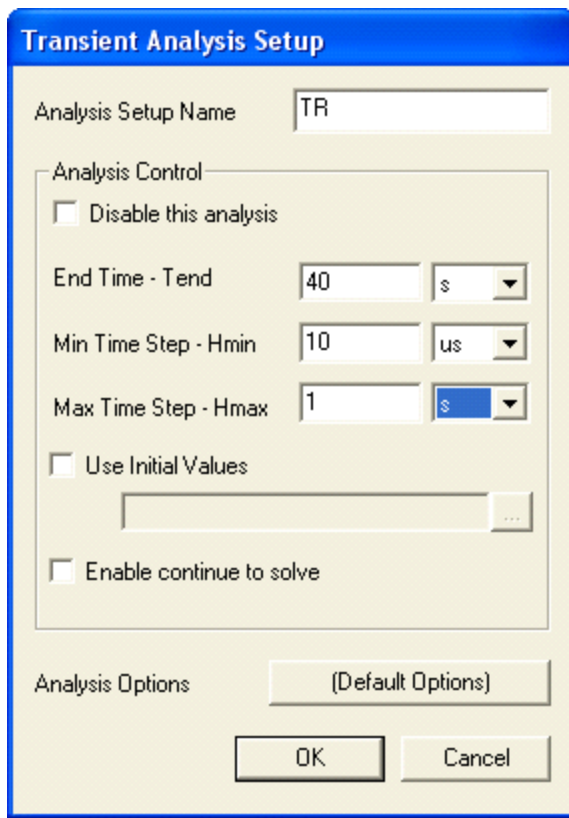 Transient Analysis Setup
Analysis Setup Name TR
Analysis Control
Disable this analysis
End Time - Tend 40 s
Min Time Step - Hmin 10 us
Max Time Step - Hmax 1 s
Use Initial Values
...
Enable continue to solve
Analysis Options (Default Options)
OK Cancel